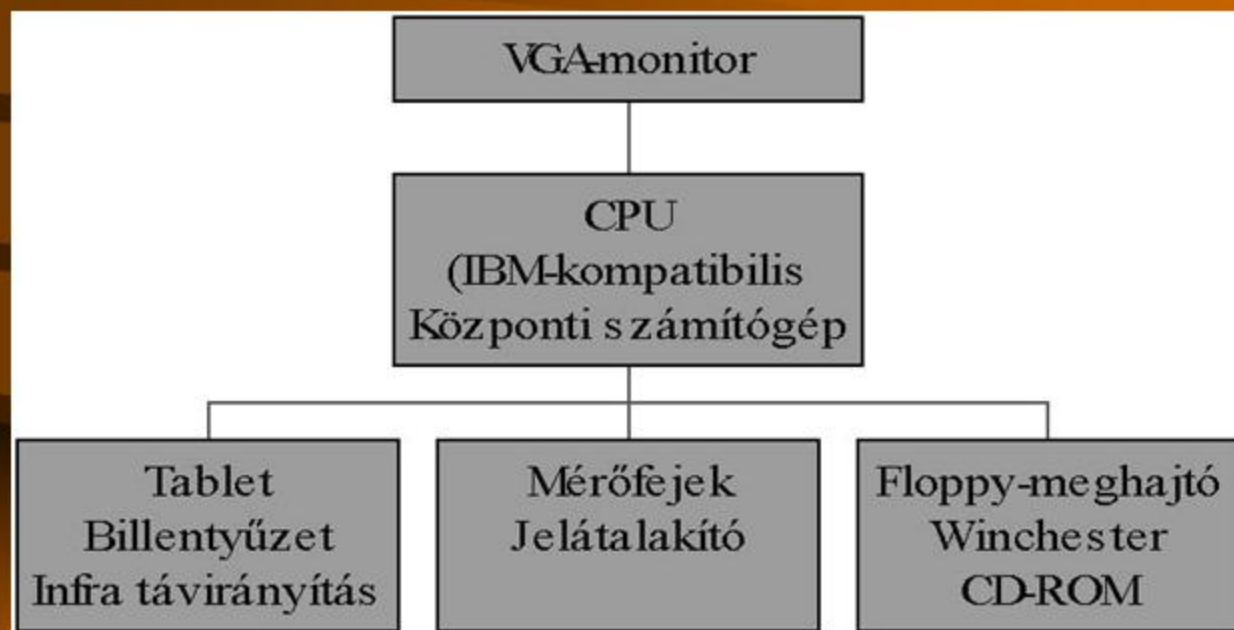 VGA-monitor
CPU
(IBM-kompatibilis
Központi számítógép
Tablet
Billentyűzet
Infra távirányítás
Mérőfejek
Jelátalakító
Floppy-meghajtó
Winchester
CD-ROM